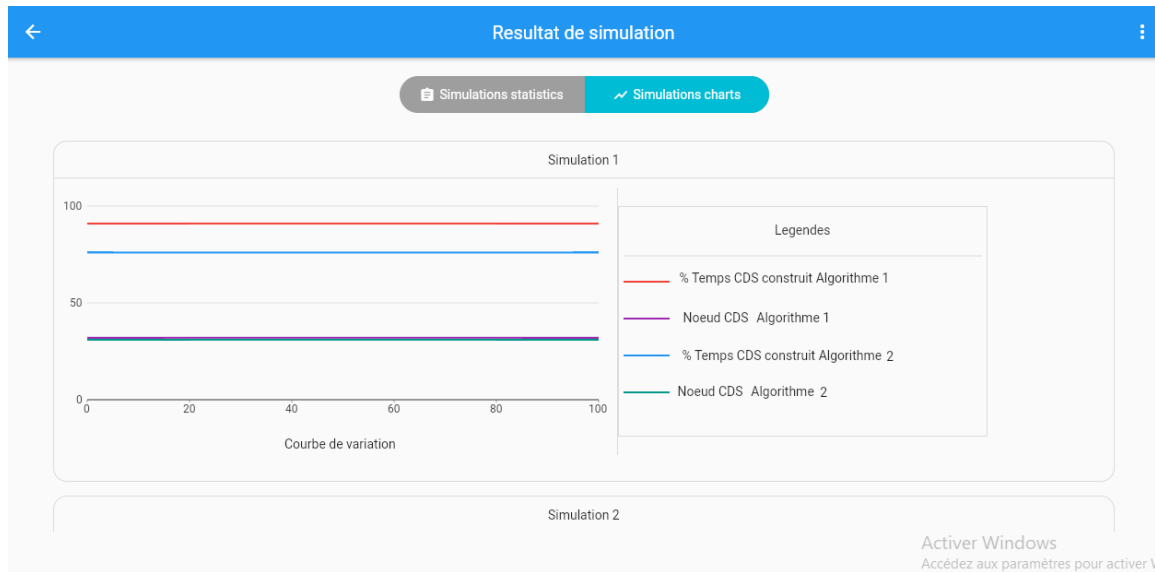 Resultat de simulation
Simulations statistics
Simulations charts
Simulation 1
100
50
0
0 20 40 60 80 100
Courbe de variation
Legendes
% Temps CDS construit Algorithme 1
Noeud CDS Algorithme 1
% Temps CDS construit Algorithme 2
Noeud CDS Algorithme 2
Simulation 2
Activer Windows
Accédez aux paramètres pour activer